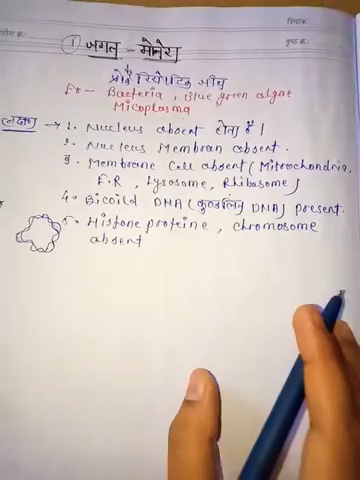 दिनांक:
पृष्ठ क्र.:
① जगत् – मोनेरा
प्रोकैरियोटिक जीव
Ex – Bacteria, Blue green algae
Micoplasma
लक्षण → 1. Nucleus absent होता है।
2. Nucleus Membran absent.
3. Membrane Cell absent (Mitrochondria,
E.R, Lysosome, Rhibosome)
4. Bicoild DNA (कुण्डलित DNA) present.
5. Histone proteine, chromosome
absent